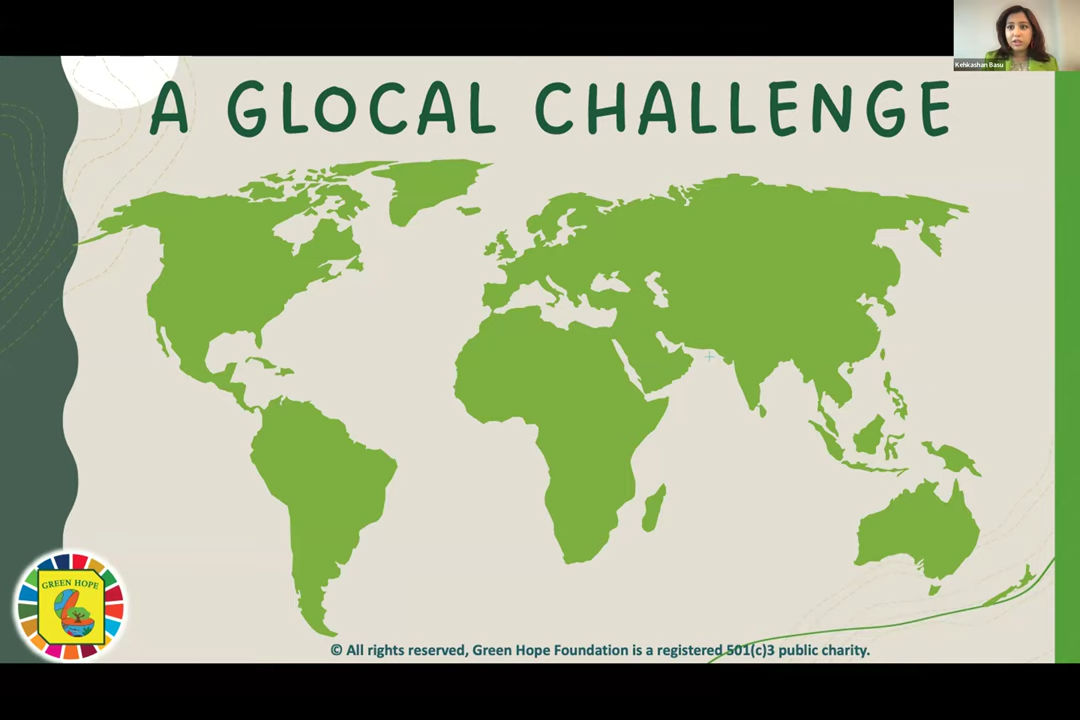 Kehkashan Basu
A GLOCAL CHALLENGE
GREEN HOPE
© All rights reserved, Green Hope Foundation is a registered 501(c)3 public charity.